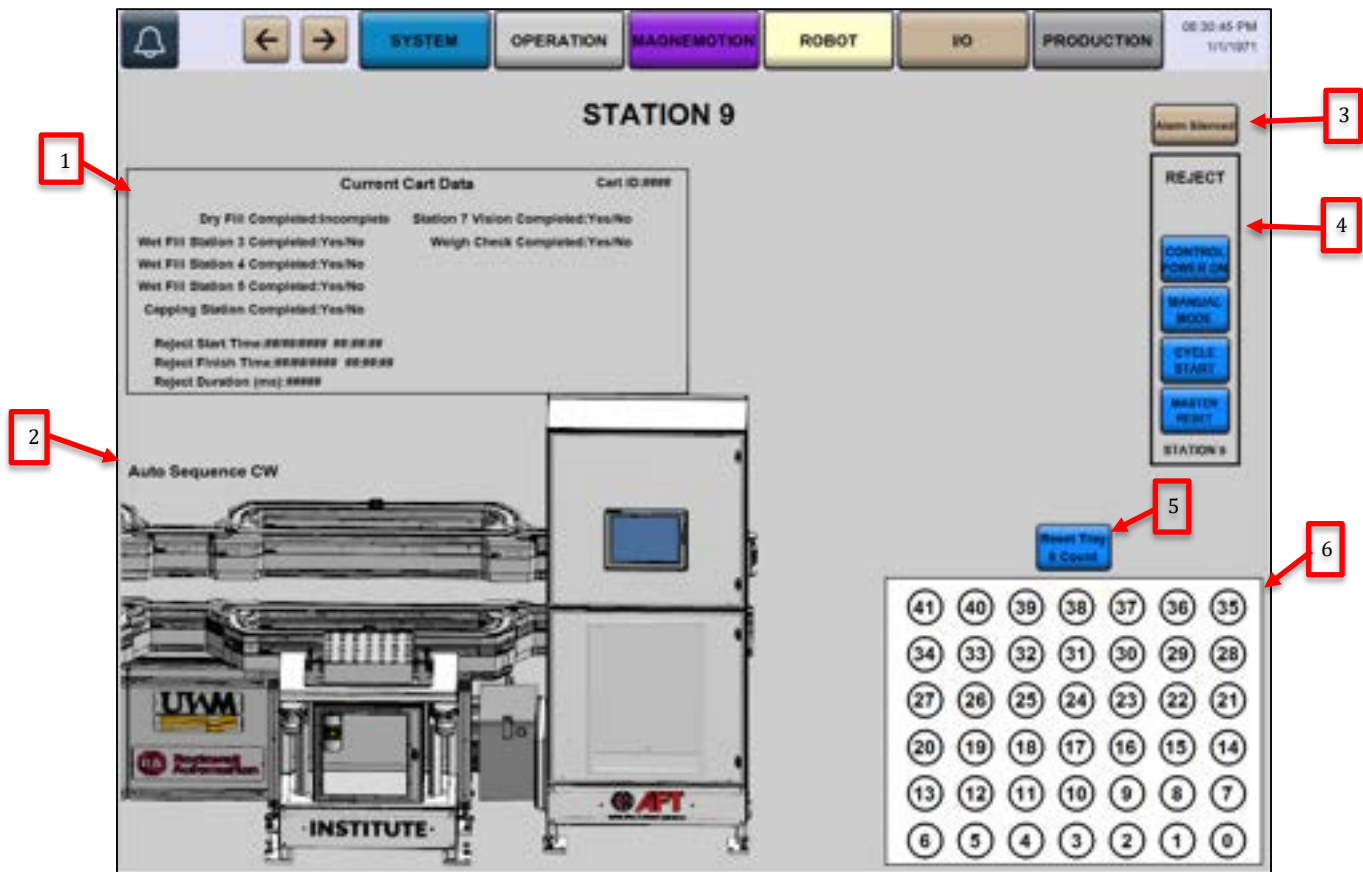 SYSTEM OPERATION MAGNEMOTION ROBOT I/O PRODUCTION 06:30:45 PM
1/1/1971
STATION 9
3
Alarm Silenced
1
Current Cart Data Cart ID:####
REJECT
Dry Fill Completed:Incomplete Station 7 Vision Completed:Yes/No
4
Wet Fill Station 3 Completed:Yes/No Weigh Check Completed:Yes/No
Wet Fill Station 4 Completed:Yes/No
CONTROL
POWER ON
Wet Fill Station 5 Completed:Yes/No
Capping Station Completed:Yes/No
MANUAL
MODE
Reject Start Time:######## ##:##:##
CYCLE
START
Reject Finish Time:######## ##:##:##
Reject Duration (ms):#####
MASTER
RESET
2
STATION 9
Auto Sequence CW
5
Reset Tray
6
41 40 39 38 37 36 35
34 33 32 31 30 29 28
27 26 25 24 23 22 21
20 19 18 17 16 15 14
13 12 11 10 9 8 7
6 5 4 3 2 1 0
UWM
RA Rockwell
Automation
APT
·INSTITUTE·